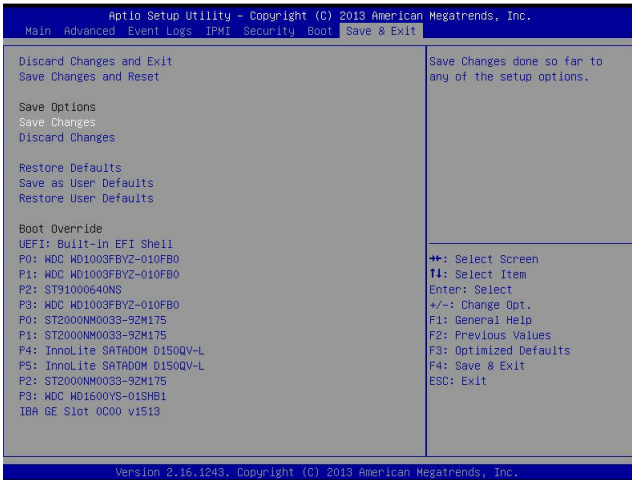 Aptio Setup Utility – Copyright (C) 2013 American Megatrends, Inc.
Main Advanced Event Logs IPMI Security Boot Save & Exit
Discard Changes and Exit
Save Changes and Reset
Save Options
Save Changes
Discard Changes
Restore Defaults
Save as User Defaults
Restore User Defaults
Boot Override
UEFI: Built-in EFI Shell
P0: WDC WD1003FBYZ-010FB0
P1: WDC WD1003FBYZ-010FB0
P2: ST91000640NS
P3: WDC WD1003FBYZ-010FB0
P0: ST2000NM0033-9ZM175
P1: ST2000NM0033-9ZM175
P4: InnoLite SATADOM D150QV-L
P5: InnoLite SATADOM D150QV-L
P2: ST2000NM0033-9ZM175
P3: WDC WD1600YS-01SHB1
IBA GE Slot 0C00 v1513
Save Changes done so far to
any of the setup options.
→←: Select Screen
↑↓: Select Item
Enter: Select
+/-: Change Opt.
F1: General Help
F2: Previous Values
F3: Optimized Defaults
F4: Save & Exit
ESC: Exit
Version 2.16.1243. Copyright (C) 2013 American Megatrends, Inc.